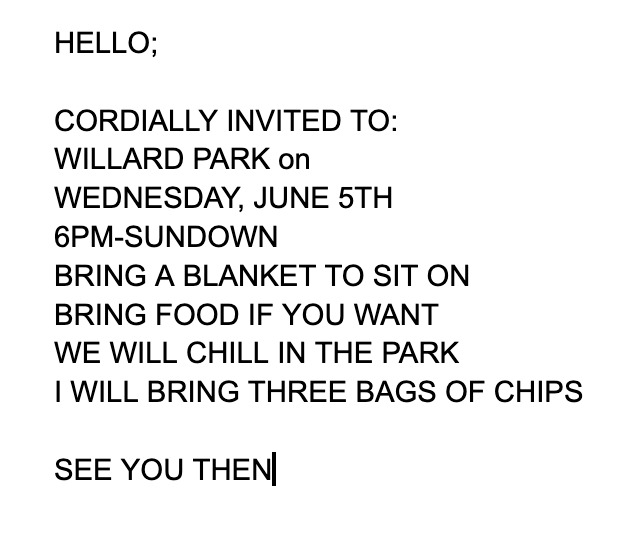 HELLO;
CORDIALLY INVITED TO:
WILLARD PARK on
WEDNESDAY, JUNE 5TH
6PM-SUNDOWN
BRING A BLANKET TO SIT ON
BRING FOOD IF YOU WANT
WE WILL CHILL IN THE PARK
I WILL BRING THREE BAGS OF CHIPS
SEE YOU THEN